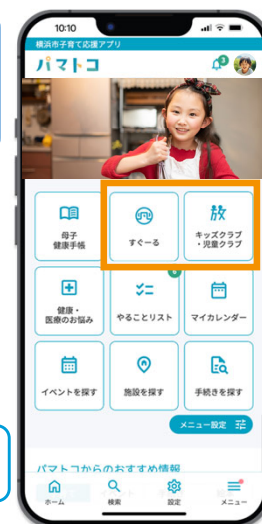 10:10
横浜市子育て応援アプリ
パマトコ
母子
健康手帳
すぐーる
キッズクラブ
・児童クラブ
健康・
医療のお悩み
やることリスト
マイカレンダー
イベントを探す
施設を探す
手続きを探す
メニュー設定
パマトコからのおすすめ情報
ホーム
検索
設定
メニュー